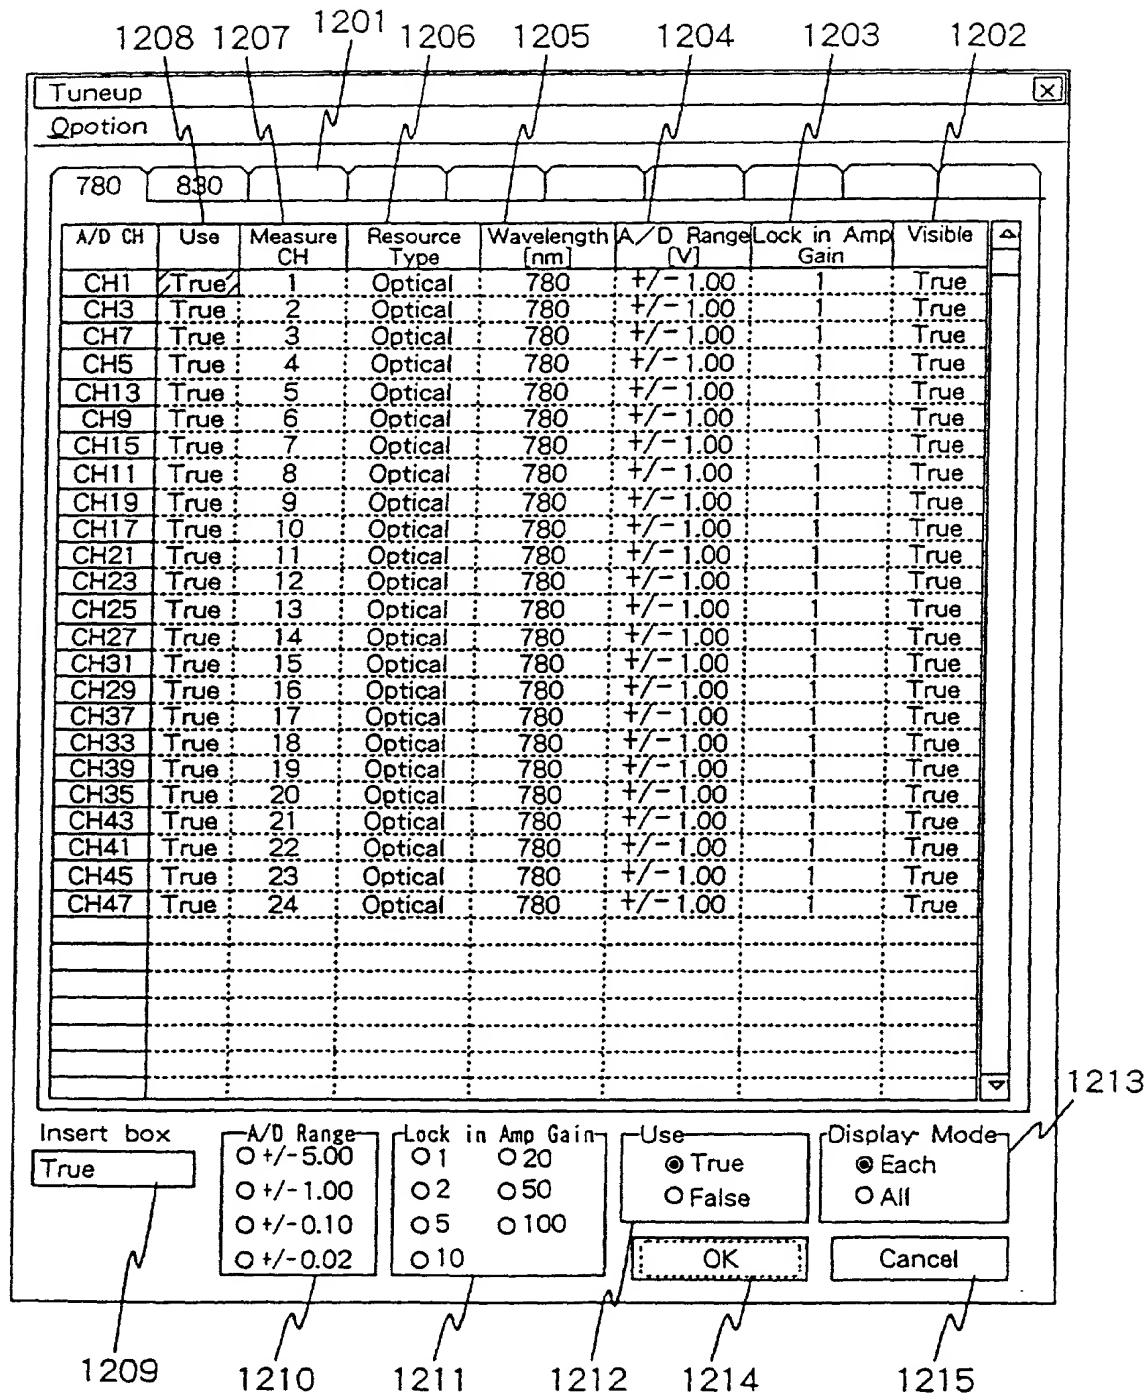 1208 1207 1201 1206 1205 1204 1203 1202
Tuneup
Opotion
780 830
A/D CH Use Measure CH Resource Type Wavelength [nm] A/D Range [V] Lock in Amp Gain Visible
CH1 True 1 Optical 780 +/-1.00 1 True
CH3 True 2 Optical 780 +/-1.00 1 True
CH7 True 3 Optical 780 +/-1.00 1 True
CH5 True 4 Optical 780 +/-1.00 1 True
CH13 True 5 Optical 780 +/-1.00 1 True
CH9 True 6 Optical 780 +/-1.00 1 True
CH15 True 7 Optical 780 +/-1.00 1 True
CH11 True 8 Optical 780 +/-1.00 1 True
CH19 True 9 Optical 780 +/-1.00 1 True
CH17 True 10 Optical 780 +/-1.00 1 True
CH21 True 11 Optical 780 +/-1.00 1 True
CH23 True 12 Optical 780 +/-1.00 1 True
CH25 True 13 Optical 780 +/-1.00 1 True
CH27 True 14 Optical 780 +/-1.00 1 True
CH31 True 15 Optical 780 +/-1.00 1 True
CH29 True 16 Optical 780 +/-1.00 1 True
CH37 True 17 Optical 780 +/-1.00 1 True
CH33 True 18 Optical 780 +/-1.00 1 True
CH39 True 19 Optical 780 +/-1.00 1 True
CH35 True 20 Optical 780 +/-1.00 1 True
CH43 True 21 Optical 780 +/-1.00 1 True
CH41 True 22 Optical 780 +/-1.00 1 True
CH45 True 23 Optical 780 +/-1.00 1 True
CH47 True 24 Optical 780 +/-1.00 1 True
1213
Insert box
True
A/D Range
+/-5.00
+/-1.00
+/-0.10
+/-0.02
Lock in Amp Gain
1 20
2 50
5 100
10
Use
True
False
Display Mode
Each
All
OK
Cancel
1209 1210 1211 1212 1214 1215